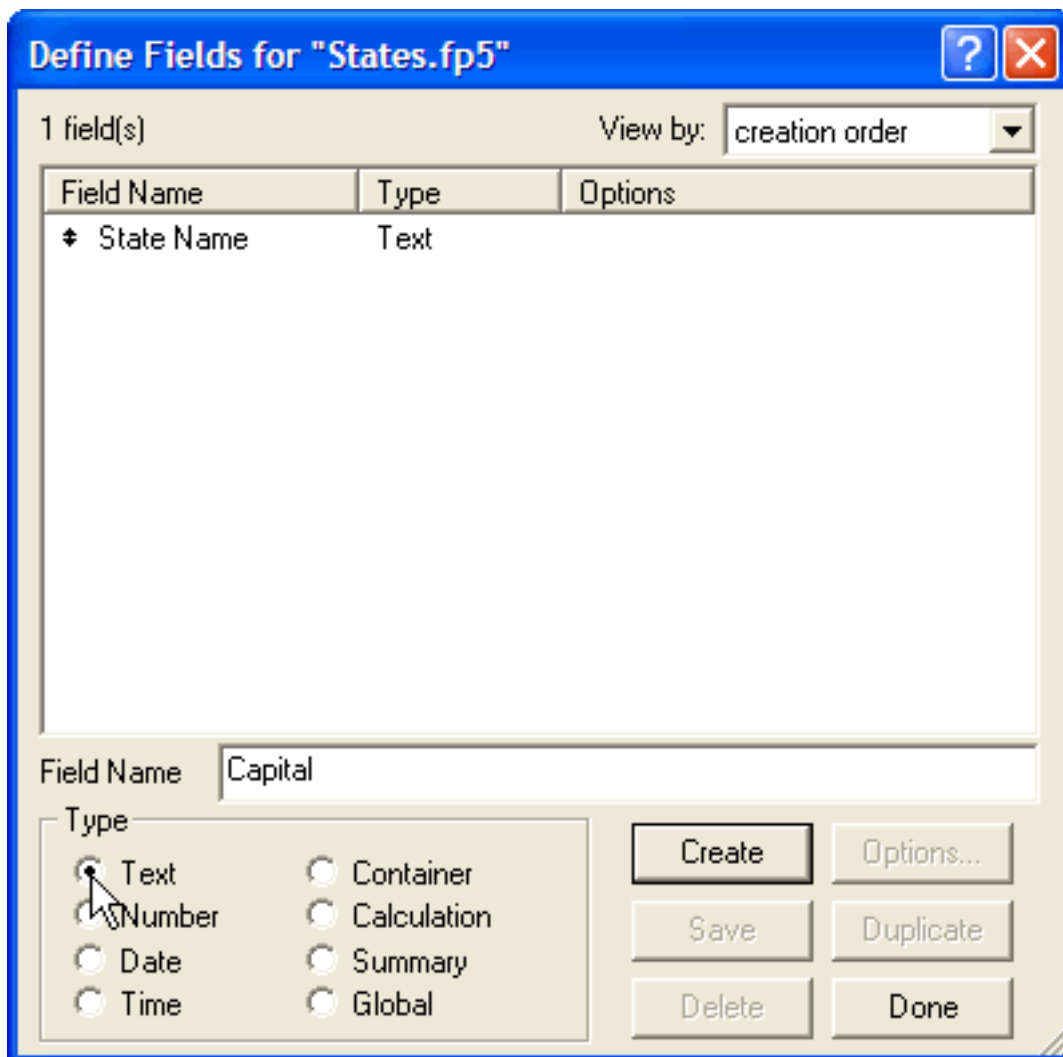 Define Fields for "States.fp5"
1 field(s) View by: creation order
Field Name Type Options
State Name Text
Field Name Capital
Type
Text Container
Number Calculation
Date Summary
Time Global
Create Options...
Save Duplicate
Delete Done